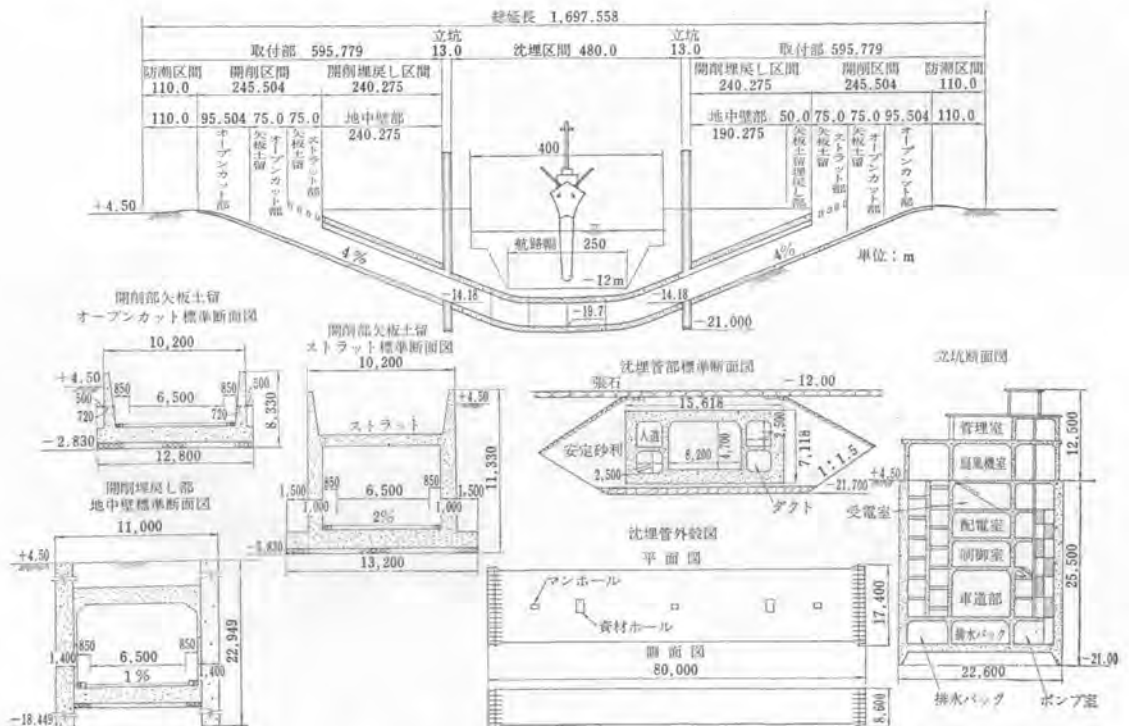 総延長 1,697.558
取付部 595.779
立坑
13.0
沈埋区間 480.0
立坑
13.0
取付部 595.779
防潮区間
110.0
開削区間
245.504
開削埋戻し区間
240.275
開削埋戻し区間
240.275
開削区間
245.504
防潮区間
110.0
110.0 95.504 75.0 75.0
地中壁部
240.275
地中壁部
190.275
50.0 75.0 75.0 95.504 110.0
オープンカット部
矢板土留
オープンカット部
矢板土留
ストラット部
矢板土留埋戻し部
矢板土留
ストラット部
矢板土留
オープンカット部
オープンカット部
400
+4.50
航路幅 250
4%
4%
単位:m
-12m
-14.18
-14.18
-19.7
-21.000
開削部矢板土留
オープンカット標準断面図
10,200
+4.50
850
850
500
500
6,500
720
720
8,330
-2.830
12,800
開削部矢板土留
ストラット標準断面図
10,200
+4.50
ストラット
11,330
850
850
1,500
6,500
1,500
1,000
1,000
2%
13,200
沈埋管部標準断面図
張石
-12.00
15,618
人道
2,500
安定砂利
8,200
4,700
7,118
2,500
1:1.5
-21.700
ダクト
立坑断面図
管理室
12,500
扇風機室
+4.50
受電室
配電室
制御室
25,500
車道部
排水バック
-21.00
22,600
排水バック
ポンプ室
開削埋戻し部
地中壁標準断面図
11,000
+4.50
22,949
850
850
1,400
6,500
1,400
1%
-18.449
沈埋管外殻図
平面図
マンホール
資材ホール
17,400
側面図
80,000
8,600